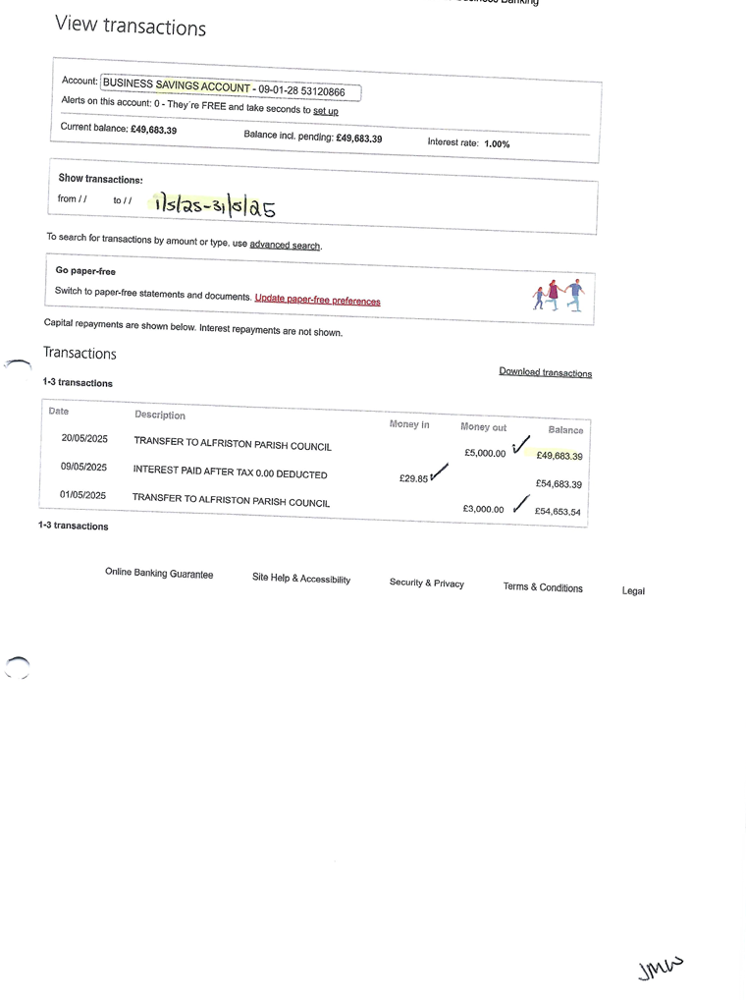 Business Banking
View transactions
Account: BUSINESS SAVINGS ACCOUNT - 09-01-28 53120866
Alerts on this account: 0 - They're FREE and take seconds to set up
Current balance: £49,683.39 Balance incl. pending: £49,683.39 Interest rate: 1.00%
Show transactions:
from / / to / / 1/5/25-31/5/25
To search for transactions by amount or type, use advanced search.
Go paper-free
Switch to paper-free statements and documents. Update paper-free preferences
Capital repayments are shown below. Interest repayments are not shown.
Transactions
Download transactions
1-3 transactions
Date Description Money in Money out Balance
20/05/2025 TRANSFER TO ALFRISTON PARISH COUNCIL £5,000.00 £49,683.39
09/05/2025 INTEREST PAID AFTER TAX 0.00 DEDUCTED £29.85 £54,683.39
01/05/2025 TRANSFER TO ALFRISTON PARISH COUNCIL £3,000.00 £54,653.54
1-3 transactions
Online Banking Guarantee Site Help & Accessibility Security & Privacy Terms & Conditions Legal
JMW